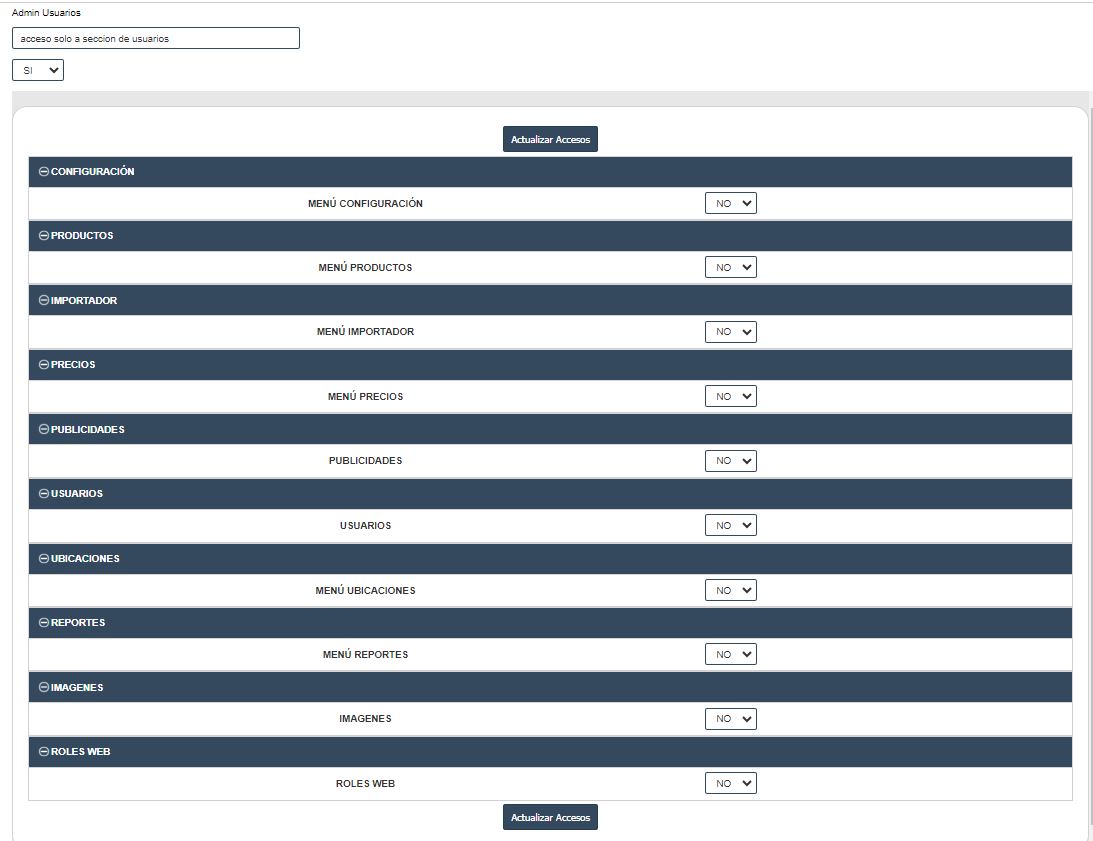 Admin Usuarios
acceso solo a seccion de usuarios
SI
Actualizar Accesos
CONFIGURACIÓN
MENÚ CONFIGURACIÓN NO
PRODUCTOS
MENÚ PRODUCTOS NO
IMPORTADOR
MENÚ IMPORTADOR NO
PRECIOS
MENÚ PRECIOS NO
PUBLICIDADES
PUBLICIDADES NO
USUARIOS
USUARIOS NO
UBICACIONES
MENÚ UBICACIONES NO
REPORTES
MENÚ REPORTES NO
IMAGENES
IMAGENES NO
ROLES WEB
ROLES WEB NO
Actualizar Accesos